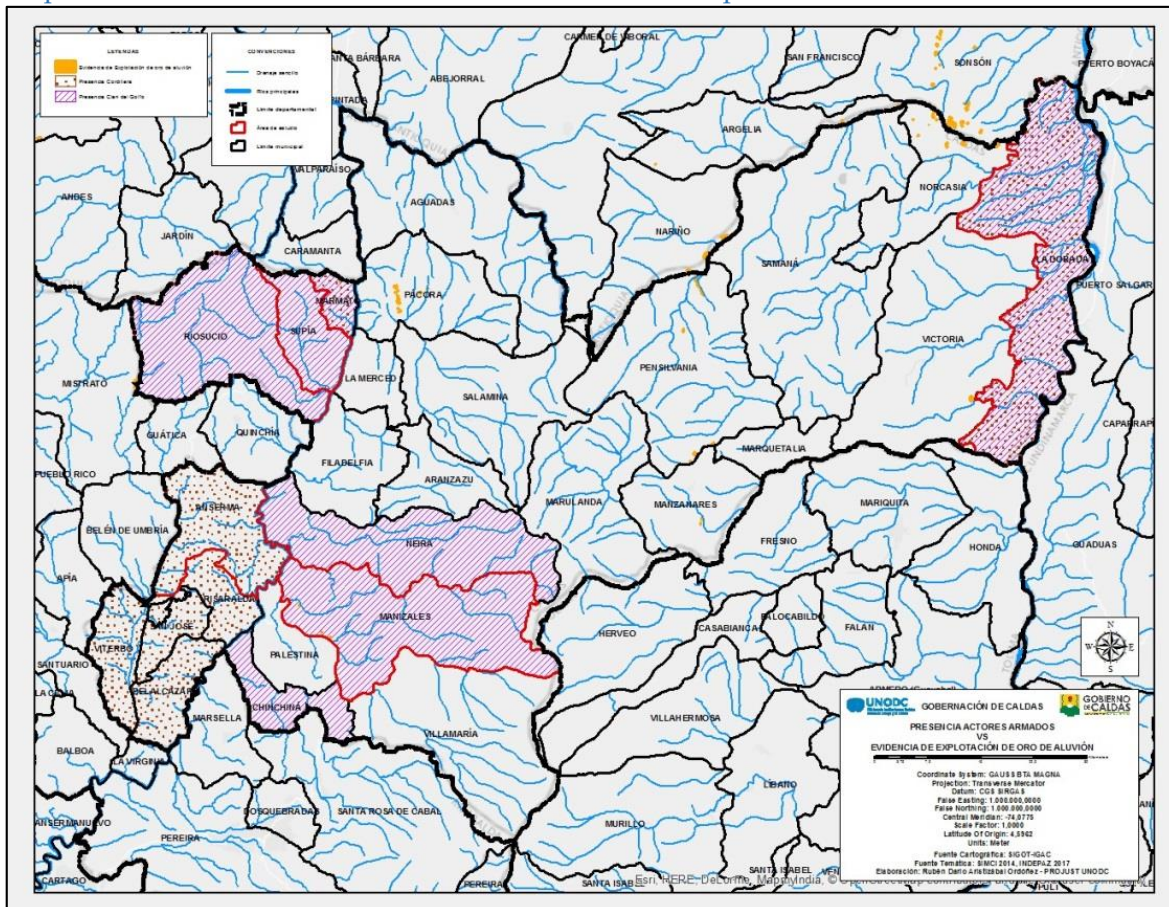 LEYENDAS
Evidencia de Explotación de oro de aluvión
Presencia Cordillera
Presencia Clan del Golfo
CONVENCIONES
Drenaje sencillo
Ríos principales
Límite departamental
Área de estudio
Límite municipal
CARMEN DE VIBORAL
SAN FRANCISCO
SONSÓN
PUERTO BOYACÁ
ABEJORRAL
ANTIOQUIA
ARGELIA
CALDAS
VALPARAÍSO
NORCASIA
ANDES
AGUADAS
JARDÍN
NARIÑO
CARAMANTA
SAMANÁ
LA DORADA
PUERTO SALGAR
MARMATO
PÁCORA
RIOSUCIO
SUPÍA
VICTORIA
PENSILVANIA
LA MERCED
MISTRATO
SALAMINA
CUNDINAMARCA
GUÁTICA
QUINCHÍA
MARQUETALIA
FILADELFIA
PUEBLO RICO
ARANZAZU
MARULANDA
MANZANARES
MARIQUITA
ANSERMA
BELÉN DE UMBRÍA
NEIRA
FRESNO
HONDA
GUADUAS
APÍA
RISARALDA
MANIZALES
SAN JOSÉ
HERVEO
CASABIANCA
PALOCABILDO
FALAN
VITERBO
PALESTINA
SANTUARIO
BELALCÁZAR
CHINCHINÁ
MARSELLA
VILLAHERMOSA
VILLAMARÍA
BALBOA
LA VIRGINIA
LÍBANO
DOSQUEBRADAS
SANTA ROSA DE CABAL
MURILLO
ANSERMANUEVO
PEREIRA
CARTAGO
PEREIRA
SANTA ISABEL
SANTA ISABEL
N
W E
S
UNODC
GOBERNACIÓN DE CALDAS
GOBIERNO
DE CALDAS
PRESENCIA ACTORES ARMADOS
VS
EVIDENCIA DE EXPLOTACIÓN DE ORO DE ALUVIÓN
Coordinate System: GAUSS BTA MAGNA
Projection: Transverse Mercator
Datum: CGS SIRGAS
False Easting: 1.000.000,0000
False Northing: 1.000.000,0000
Central Meridian: -74,0775
Scale Factor: 1,0000
Latitude Of Origin: 4,5962
Units: Meter
Fuente Cartográfica: SIGOT-IGAC
Fuente Temática: SIMCI 2014, INDEPAZ 2017
Elaboración: Rubén Darío Aristizábal Ordóñez - PROJUST UNODC
Esri, HERE, DeLorme, MapmyIndia, ©